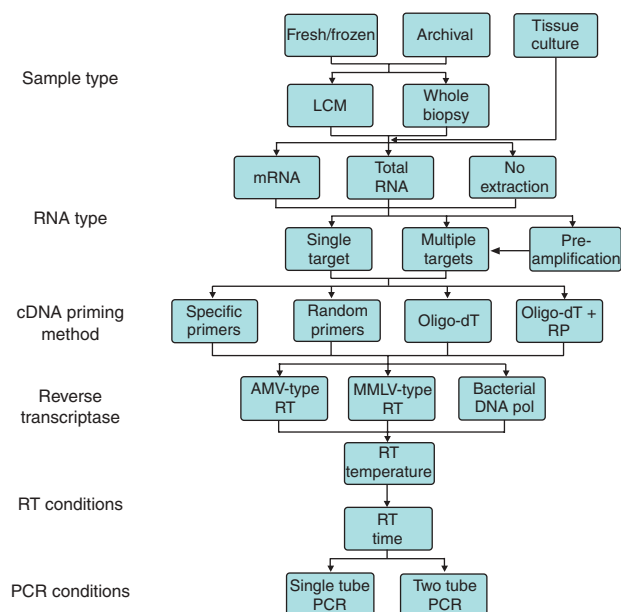 Fresh/frozen
Archival
Tissue
culture
Sample type
LCM
Whole
biopsy
mRNA
Total
RNA
No
extraction
RNA type
Single
target
Multiple
targets
Pre-
amplification
cDNA priming
method
Specific
primers
Random
primers
Oligo-dT
Oligo-dT +
RP
Reverse
transcriptase
AMV-type
RT
MMLV-type
RT
Bacterial
DNA pol
RT
temperature
RT conditions
RT
time
PCR conditions
Single tube
PCR
Two tube
PCR